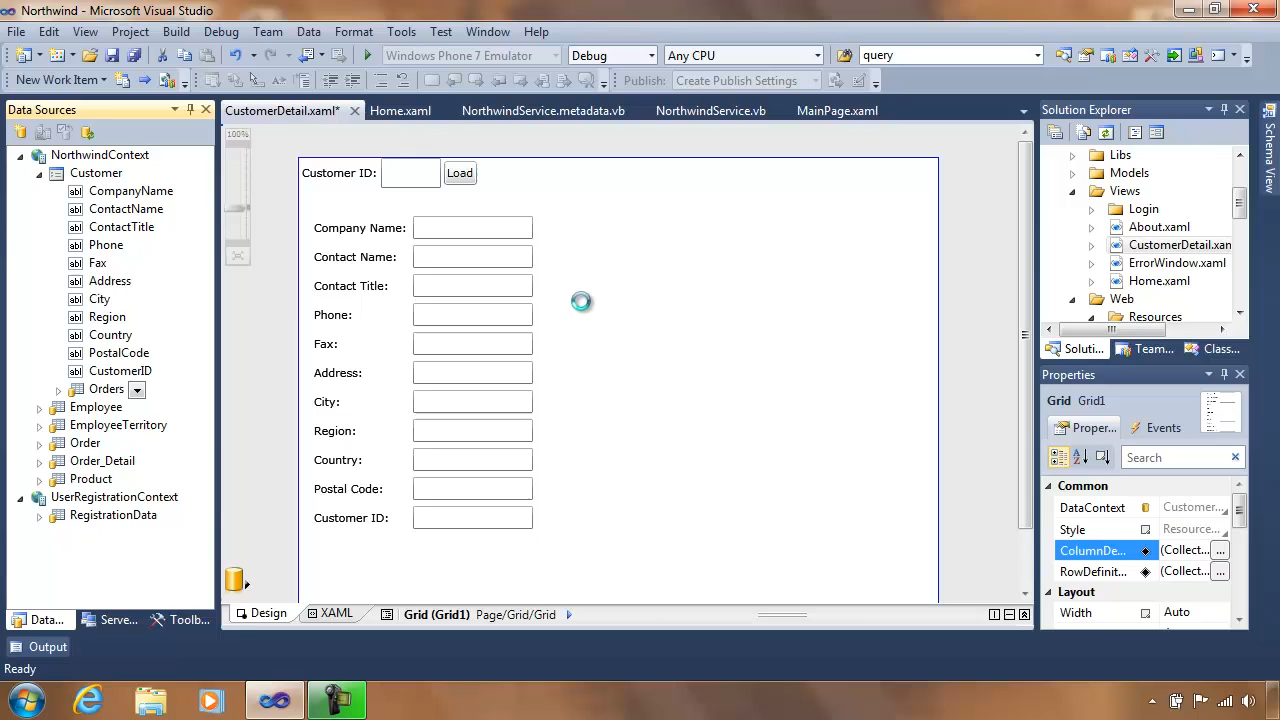 Northwind - Microsoft Visual Studio
File Edit View Project Build Debug Team Data Format Tools Test Window Help
Windows Phone 7 Emulator Debug Any CPU query
New Work Item Publish: Create Publish Settings
Data Sources
NorthwindContext
Customer
CompanyName
ContactName
ContactTitle
Phone
Fax
Address
City
Region
Country
PostalCode
CustomerID
Orders
Employee
EmployeeTerritory
Order
Order_Detail
Product
UserRegistrationContext
RegistrationData
Data... Serve... Toolb...
CustomerDetail.xaml* Home.xaml NorthwindService.metadata.vb NorthwindService.vb MainPage.xaml
100%
Customer ID: Load
Company Name:
Contact Name:
Contact Title:
Phone:
Fax:
Address:
City:
Region:
Country:
Postal Code:
Customer ID:
Design XAML Grid (Grid1) Page/Grid/Grid
Solution Explorer
Libs
Models
Views
Login
About.xaml
CustomerDetail.xan
ErrorWindow.xaml
Home.xaml
Web
Resources
Soluti... Team... Class...
Properties
Grid Grid1
Proper... Events
Search
Common
DataContext Customer...
Style Resource...
ColumnDe... (Collect... ...
RowDefinit... (Collect... ...
Layout
Width Auto
Schema View
Output
Ready